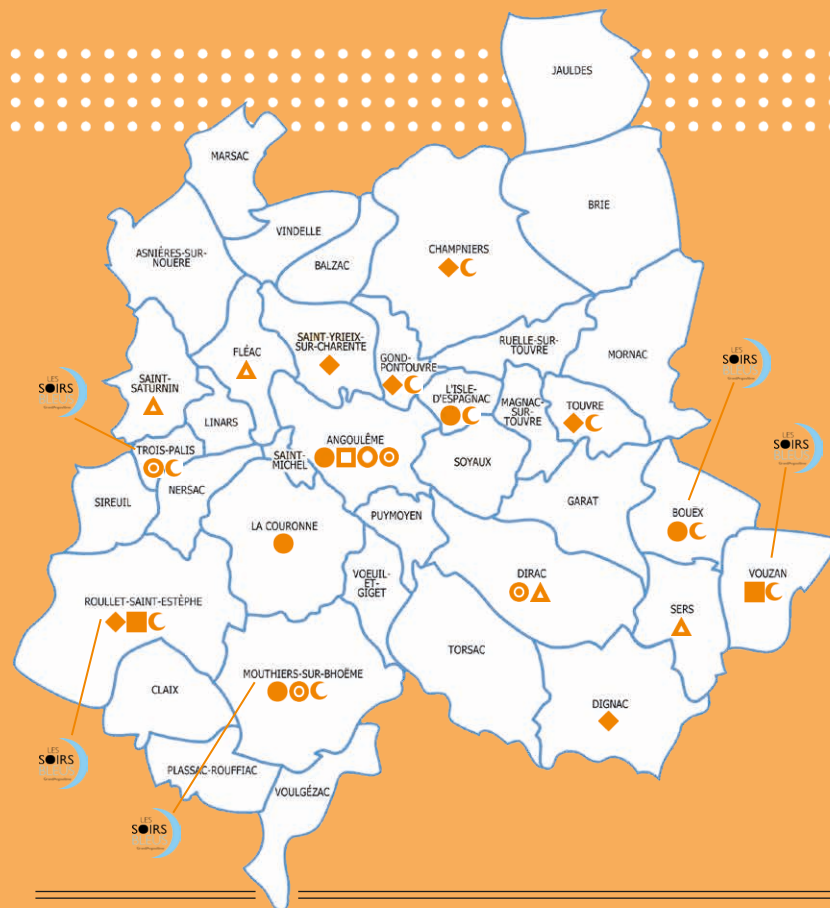 JAULDES
MARSAC
BRIE
VINDELLE
CHAMPNIERS
ASNIÈRES-SUR-
NOUERE
BALZAC
SAINT-YRIEIX-
SUR-CHARENTE
RUELLE-SUR-
TOUVRE
FLÉAC
GOND-
PONTOUVRE
MORNAC
LES
SOIRS
SAINT-
SATURNIN
L'ISLE-
D'ESPAGNAC
MAGNAC-
SUR-
TOUVRE
TOUVRE
LES
SOIRS
LINARS
ANGOULÊME
TROIS-PALIS
SAINT-
MICHEL
SOYAUX
LES
SOIRS
NERSAC
SIREUIL
GARAT
BOUËX
PUYMOYEN
LA COURONNE
DIRAC
VOUZAN
VOEUIL-
ET-
GIGET
ROULLET-SAINT-ESTÈPHE
SERS
TORSAC
MOUTHIERS-SUR-BHOËME
CLAIX
DIGNAC
LES
SOIRS
PLASSAC-ROUFFIAC
VOULGÉZAC
LES
SOIRS